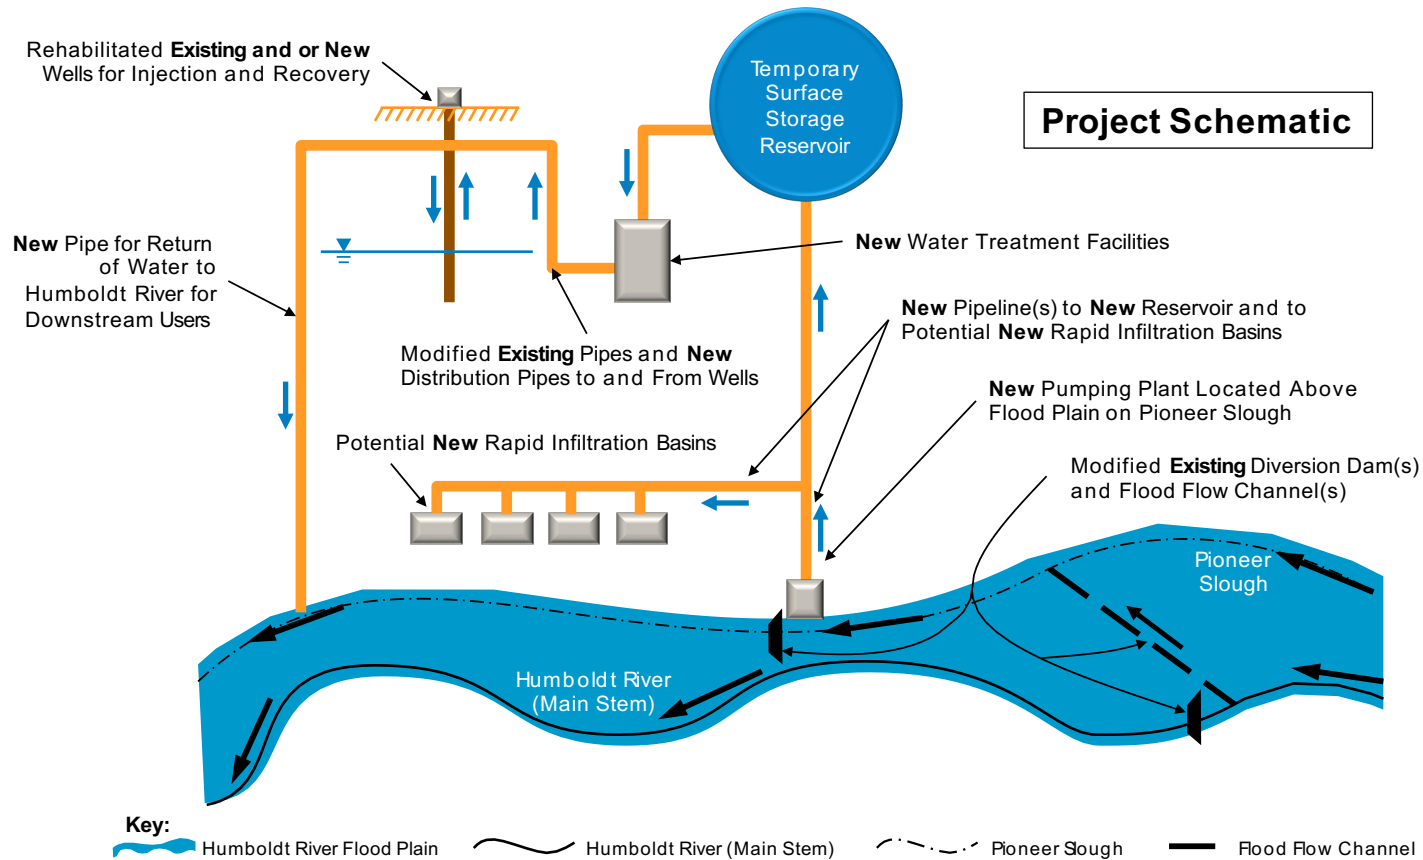 Rehabilitated Existing and or New
Wells for Injection and Recovery
Temporary
Surface
Storage
Reservoir
Project Schematic
New Pipe for Return
of Water to
Humboldt River for
Downstream Users
New Water Treatment Facilities
New Pipeline(s) to New Reservoir and to
Potential New Rapid Infiltration Basins
Modified Existing Pipes and New
Distribution Pipes to and From Wells
New Pumping Plant Located Above
Flood Plain on Pioneer Slough
Potential New Rapid Infiltration Basins
Modified Existing Diversion Dam(s)
and Flood Flow Channel(s)
Pioneer
Slough
Humboldt River
(Main Stem)
Key:
Humboldt River Flood Plain
Humboldt River (Main Stem)
Pioneer Slough
Flood Flow Channel